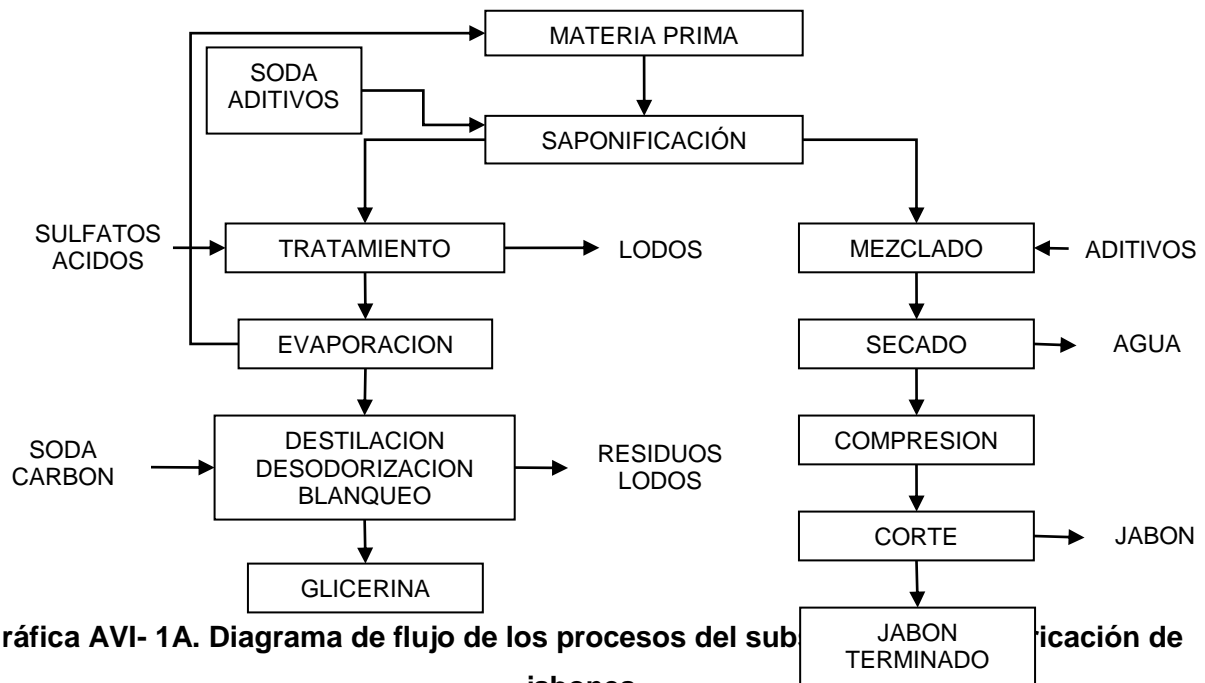 MATERIA PRIMA
SODA
ADITIVOS
SAPONIFICACIÓN
SULFATOS
ACIDOS
TRATAMIENTO
LODOS
MEZCLADO
ADITIVOS
EVAPORACION
SECADO
AGUA
SODA
CARBON
DESTILACION
DESODORIZACION
BLANQUEO
RESIDUOS
LODOS
COMPRESION
CORTE
JABON
GLICERINA
JABON
TERMINADO
ráfica AVI- 1A. Diagrama de flujo de los procesos del subs ricación de